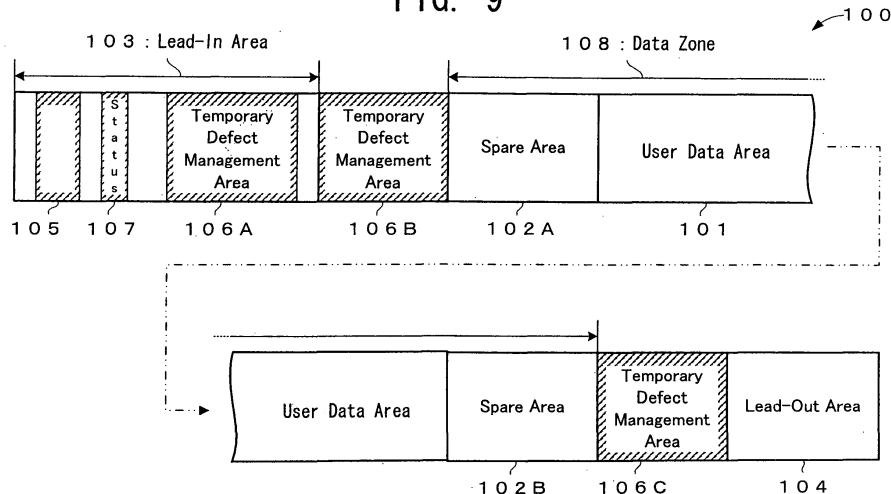 FIG. 9
100
103 : Lead-In Area
108 : Data Zone
Status
Temporary
Defect
Management
Area
Temporary
Defect
Management
Area
Spare Area
User Data Area
105
107
106A
106B
102A
101
User Data Area
Spare Area
Temporary
Defect
Management
Area
Lead-Out Area
102B
106C
104